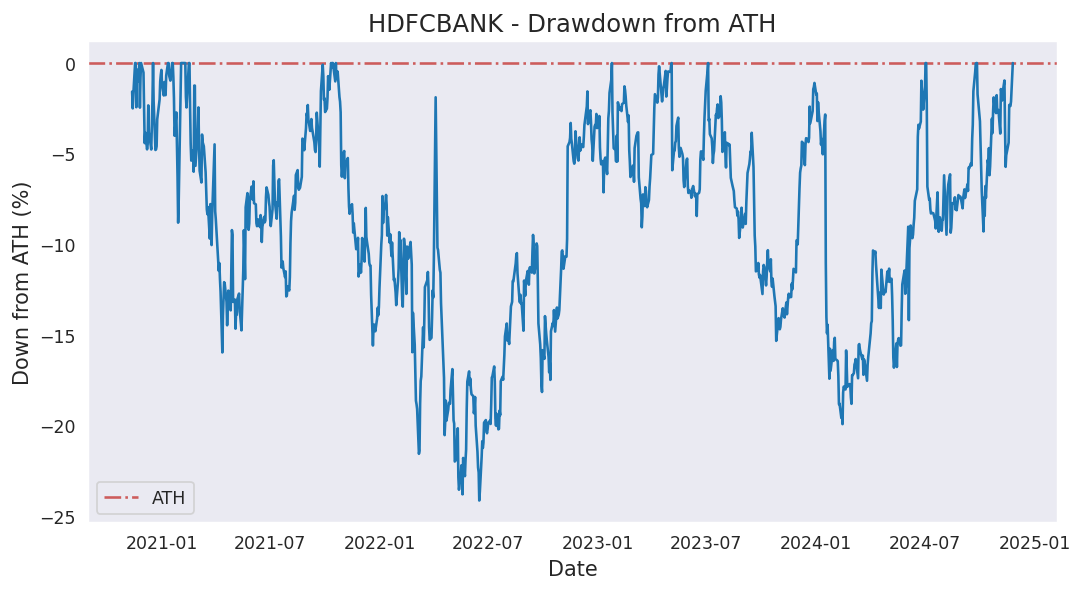 HDFCBANK - Drawdown from ATH
Down from ATH (%)
0
−5
−10
−15
−20
−25
ATH
2021-01 2021-07 2022-01 2022-07 2023-01 2023-07 2024-01 2024-07 2025-01
Date